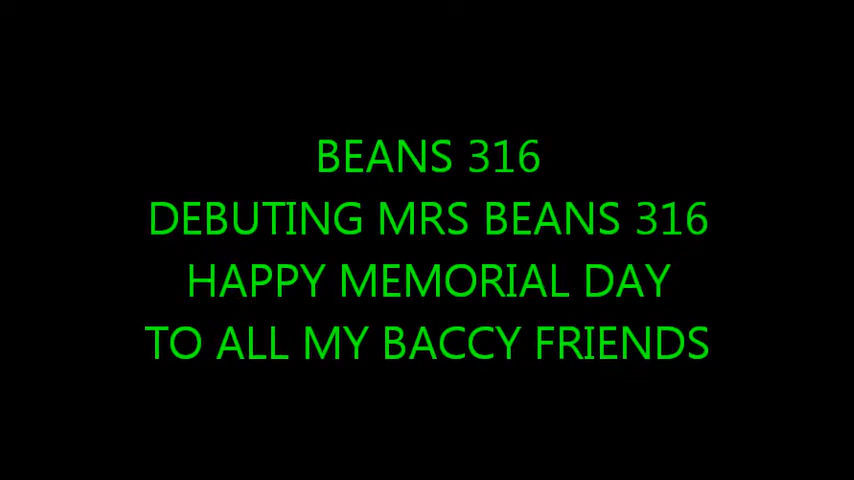 BEANS 316
DEBUTING MRS BEANS 316
HAPPY MEMORIAL DAY
TO ALL MY BACCY FRIENDS